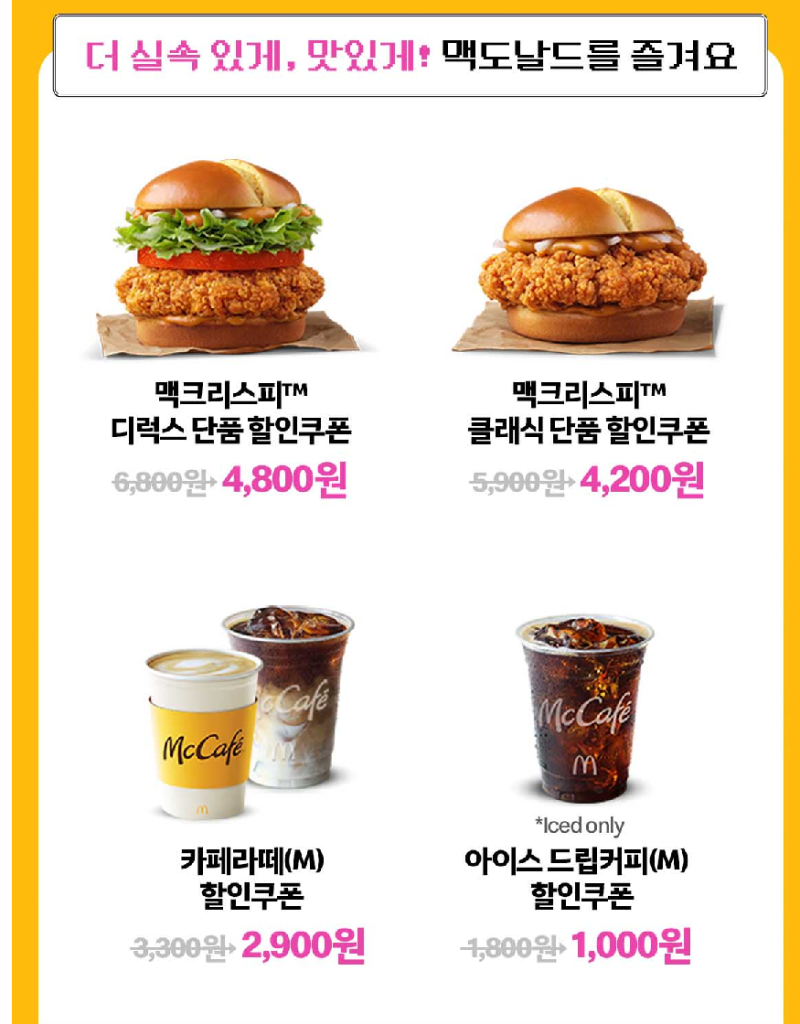 더 실속 있게, 맛있게! 맥도날드를 즐겨요
맥크리스피™
디럭스 단품 할인쿠폰
6,800원 4,800원
맥크리스피™
클래식 단품 할인쿠폰
5,900원 4,200원
McCafé
McCafé
카페라떼(M)
할인쿠폰
3,300원 2,900원
McCafé
*Iced only
아이스 드립커피(M)
할인쿠폰
1,800원 1,000원